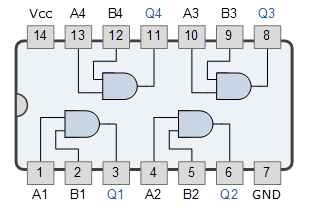 Vcc A4 B4 Q4 A3 B3 Q3
14 13 12 11 10 9 8
1 2 3 4 5 6 7
A1 B1 Q1 A2 B2 Q2 GND